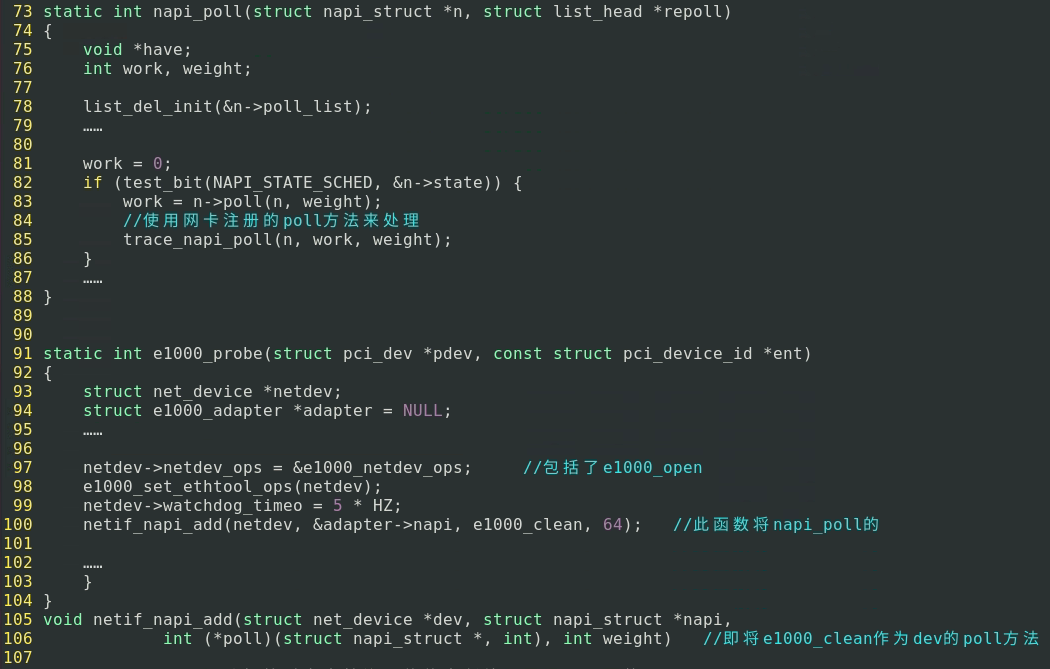 73 static int napi_poll(struct napi_struct *n, struct list_head *repoll)
74 {
75     void *have;
76     int work, weight;
77
78     list_del_init(&n->poll_list);
79     ……
80
81     work = 0;
82     if (test_bit(NAPI_STATE_SCHED, &n->state)) {
83         work = n->poll(n, weight);
84         //使用网卡注册的poll方法来处理
85         trace_napi_poll(n, work, weight);
86     }
87     ……
88 }
89
90
91 static int e1000_probe(struct pci_dev *pdev, const struct pci_device_id *ent)
92 {
93     struct net_device *netdev;
94     struct e1000_adapter *adapter = NULL;
95     ……
96
97     netdev->netdev_ops = &e1000_netdev_ops;     //包括了e1000_open
98     e1000_set_ethtool_ops(netdev);
99     netdev->watchdog_timeo = 5 * HZ;
100     netif_napi_add(netdev, &adapter->napi, e1000_clean, 64);   //此函数将napi_poll的
101
102     ……
103     }
104 }
105 void netif_napi_add(struct net_device *dev, struct napi_struct *napi,
106             int (*poll)(struct napi_struct *, int), int weight)   //即将e1000_clean作为dev的poll方法
107